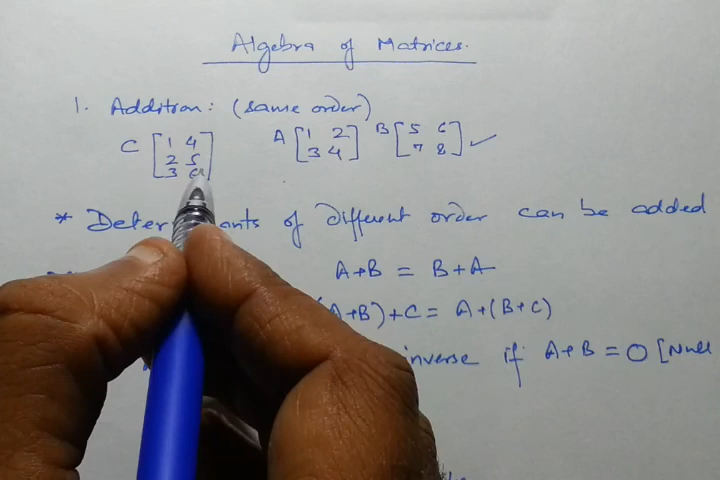 Algebra of Matrices.
1. Addition: (same order)
C [1 4 A [1 2] B [5 6] ✓
2 5 3 4 7 8
3 6]
* Deter ants of different order can be added
A+B = B+A
A+B)+C = A+(B+C)
inverse if A+B = O [Null